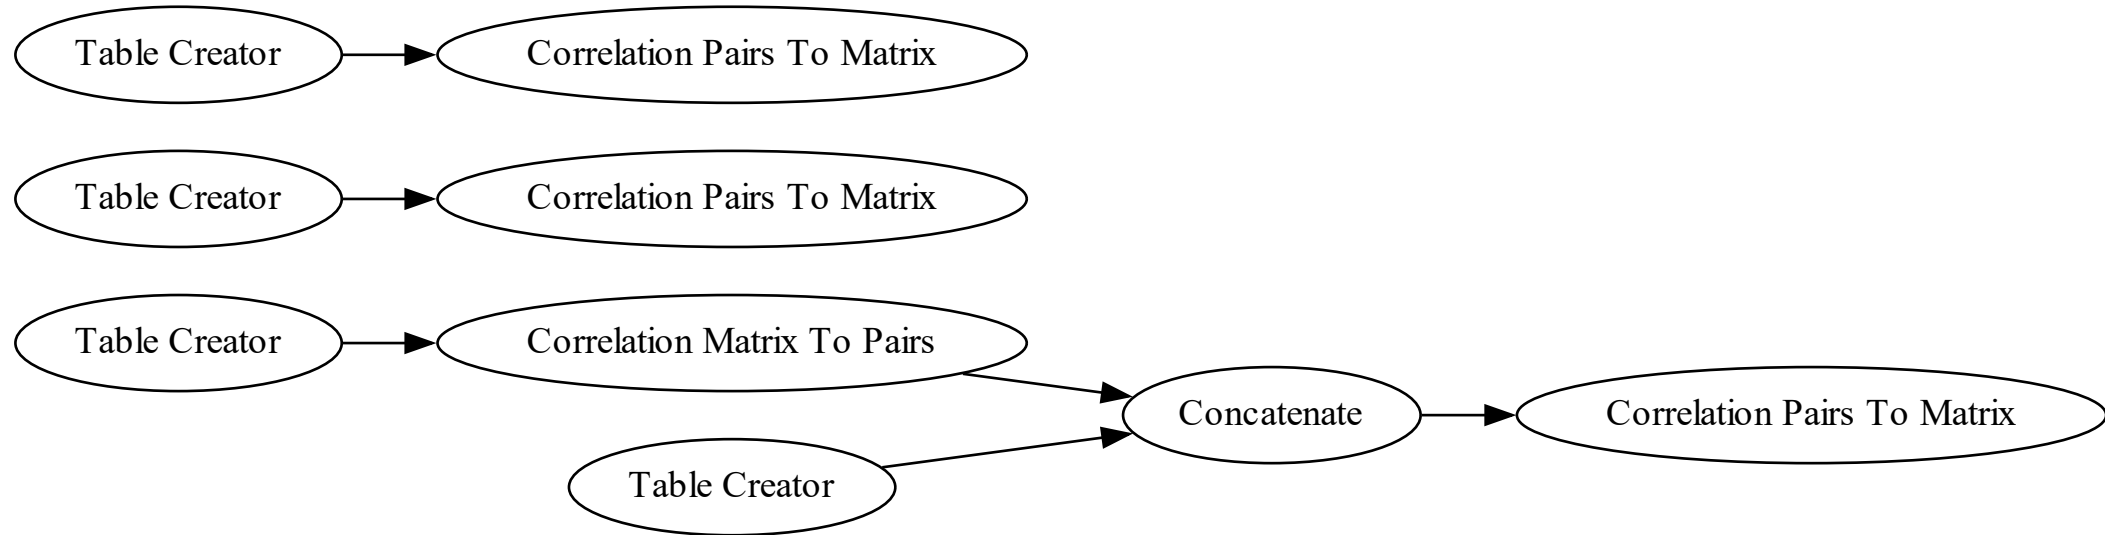 Table Creator
Correlation Pairs To Matrix
Table Creator
Correlation Pairs To Matrix
Table Creator
Correlation Matrix To Pairs
Concatenate
Correlation Pairs To Matrix
Table Creator